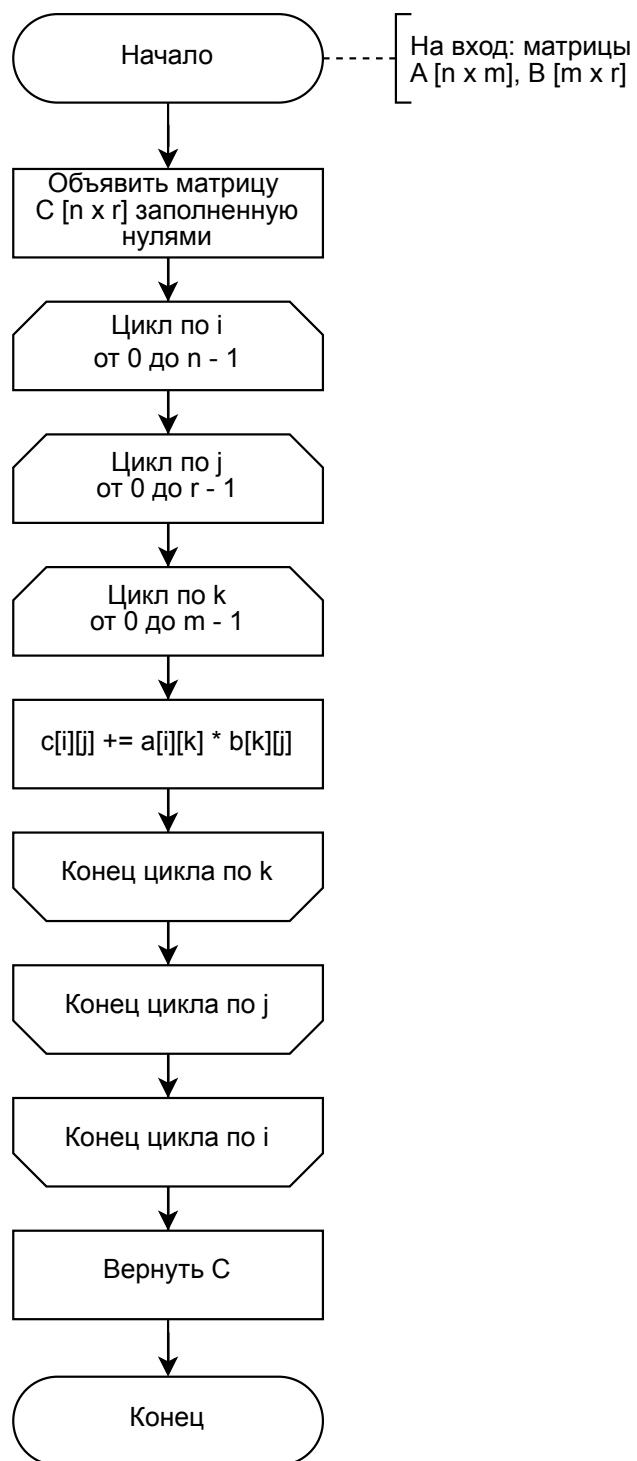 Начало
На вход: матрицы
A [n x m], B [m x r]
Объявить матрицу
C [n x r] заполненную
нулями
Цикл по i
от 0 до n - 1
Цикл по j
от 0 до r - 1
Цикл по k
от 0 до m - 1
c[i][j] += a[i][k] * b[k][j]
Конец цикла по k
Конец цикла по j
Конец цикла по i
Вернуть С
Конец